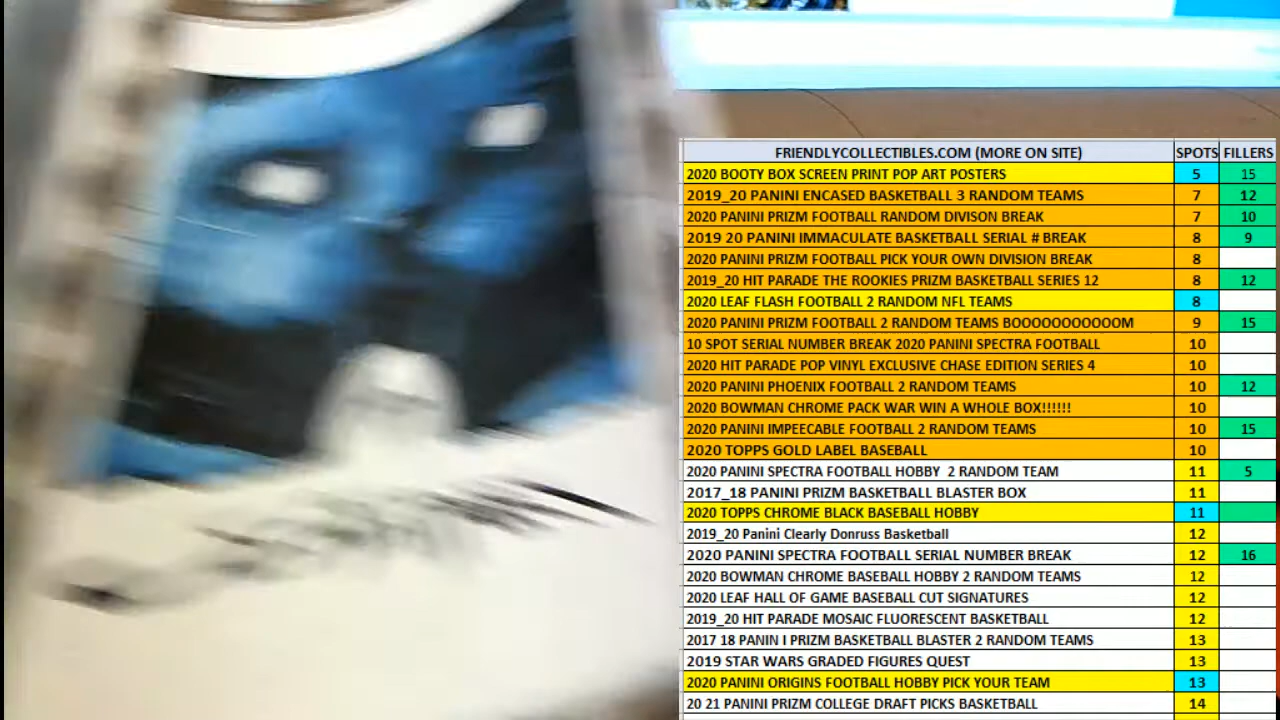 FRIENDLYCOLLECTIBLES.COM (MORE ON SITE) SPOTS FILLERS
2020 BOOTY BOX SCREEN PRINT POP ART POSTERS 5 15
2019_20 PANINI ENCASED BASKETBALL 3 RANDOM TEAMS 7 12
2020 PANINI PRIZM FOOTBALL RANDOM DIVISON BREAK 7 10
2019 20 PANINI IMMACULATE BASKETBALL SERIAL # BREAK 8 9
2020 PANINI PRIZM FOOTBALL PICK YOUR OWN DIVISION BREAK 8
2019_20 HIT PARADE THE ROOKIES PRIZM BASKETBALL SERIES 12 8 12
2020 LEAF FLASH FOOTBALL 2 RANDOM NFL TEAMS 8
2020 PANINI PRIZM FOOTBALL 2 RANDOM TEAMS BOOOOOOOOOOM 9 15
10 SPOT SERIAL NUMBER BREAK 2020 PANINI SPECTRA FOOTBALL 10
2020 HIT PARADE POP VINYL EXCLUSIVE CHASE EDITION SERIES 4 10
2020 PANINI PHOENIX FOOTBALL 2 RANDOM TEAMS 10 12
2020 BOWMAN CHROME PACK WAR WIN A WHOLE BOX!!!!!! 10
2020 PANINI IMPEECABLE FOOTBALL 2 RANDOM TEAMS 10 15
2020 TOPPS GOLD LABEL BASEBALL 10
2020 PANINI SPECTRA FOOTBALL HOBBY 2 RANDOM TEAM 11 5
2017_18 PANINI PRIZM BASKETBALL BLASTER BOX 11
2020 TOPPS CHROME BLACK BASEBALL HOBBY 11
2019_20 Panini Clearly Donruss Basketball 12
2020 PANINI SPECTRA FOOTBALL SERIAL NUMBER BREAK 12 16
2020 BOWMAN CHROME BASEBALL HOBBY 2 RANDOM TEAMS 12
2020 LEAF HALL OF GAME BASEBALL CUT SIGNATURES 12
2019_20 HIT PARADE MOSAIC FLUORESCENT BASKETBALL 12
2017 18 PANIN I PRIZM BASKETBALL BLASTER 2 RANDOM TEAMS 13
2019 STAR WARS GRADED FIGURES QUEST 13
2020 PANINI ORIGINS FOOTBALL HOBBY PICK YOUR TEAM 13
20 21 PANINI PRIZM COLLEGE DRAFT PICKS BASKETBALL 14